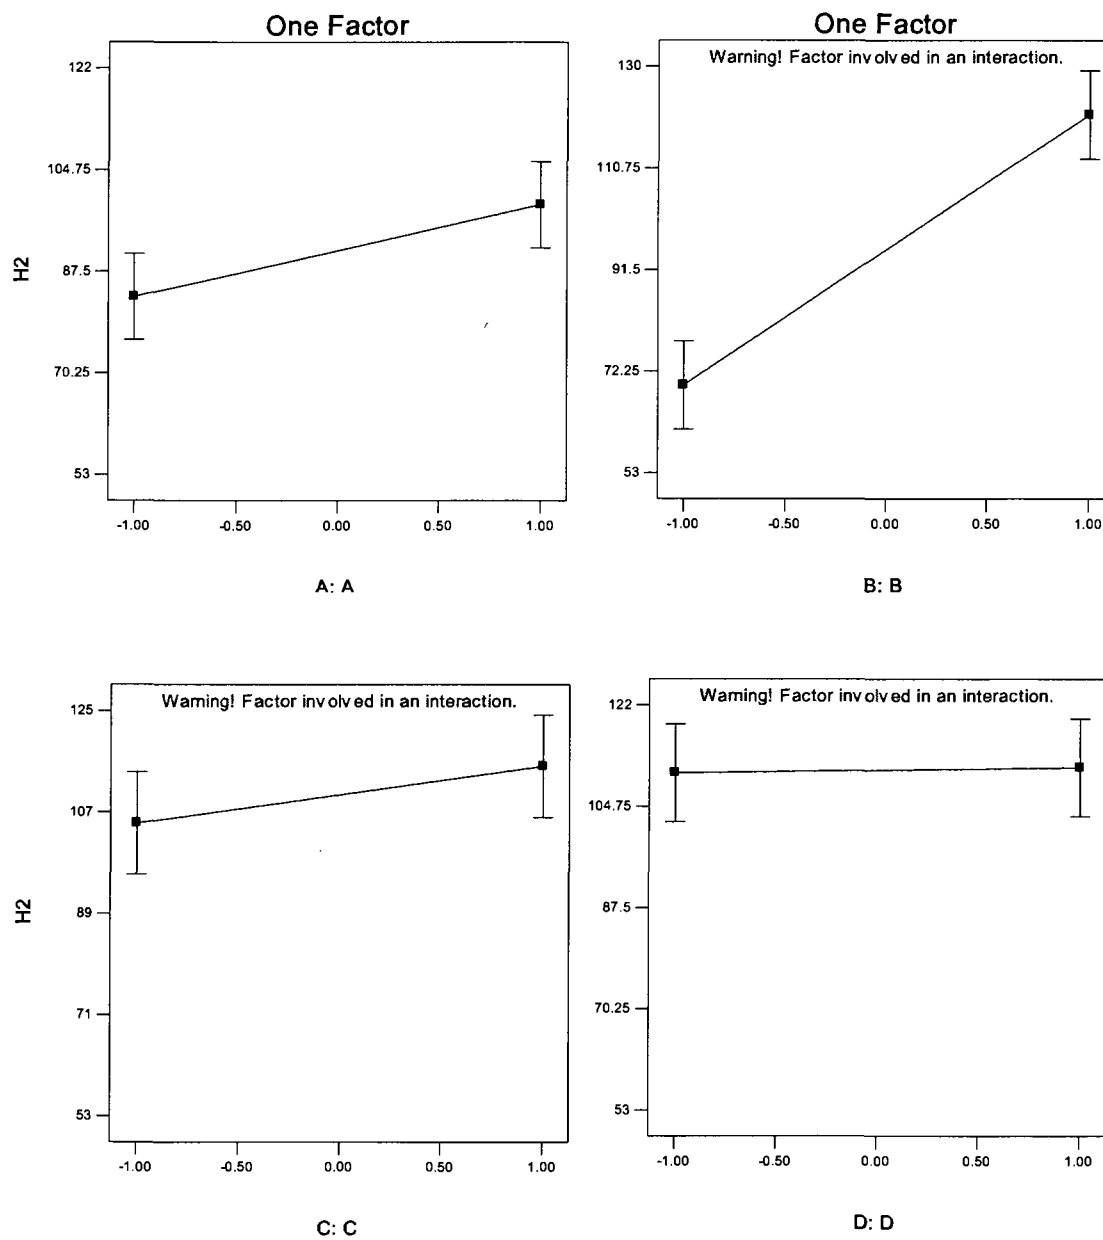 One Factor
122
104.75
87.5
70.25
53
H2
-1.00 -0.50 0.00 0.50 1.00
A: A
One Factor
Warning! Factor involved in an interaction.
130
110.75
91.5
72.25
53
-1.00 -0.50 0.00 0.50 1.00
B: B
Warning! Factor involved in an interaction.
125
107
89
71
53
H2
-1.00 -0.50 0.00 0.50 1.00
C: C
Warning! Factor involved in an interaction.
122
104.75
87.5
70.25
53
-1.00 -0.50 0.00 0.50 1.00
D: D